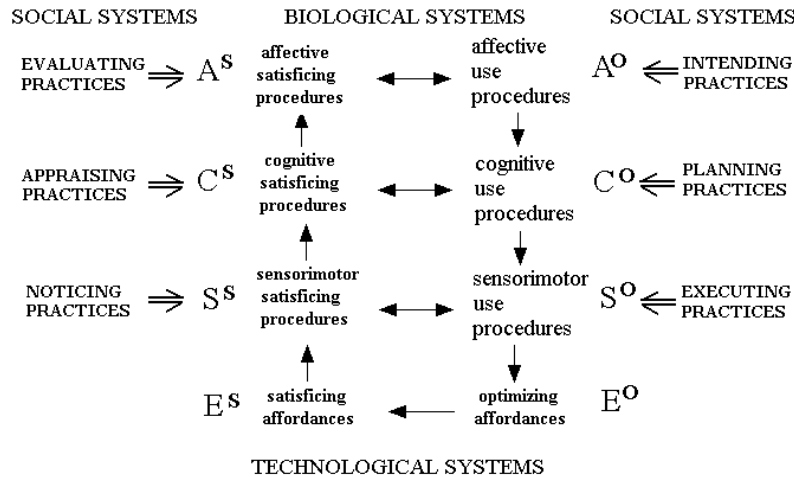 SOCIAL SYSTEMS BIOLOGICAL SYSTEMS SOCIAL SYSTEMS
EVALUATING
PRACTICES
A^S
affective
satisficing
procedures
affective
use
procedures
A^O
INTENDING
PRACTICES
APPRAISING
PRACTICES
C^S
cognitive
satisficing
procedures
cognitive
use
procedures
C^O
PLANNING
PRACTICES
NOTICING
PRACTICES
S^S
sensorimotor
satisficing
procedures
sensorimotor
use
procedures
S^O
EXECUTING
PRACTICES
E^S
satisficing
affordances
optimizing
affordances
E^O
TECHNOLOGICAL SYSTEMS